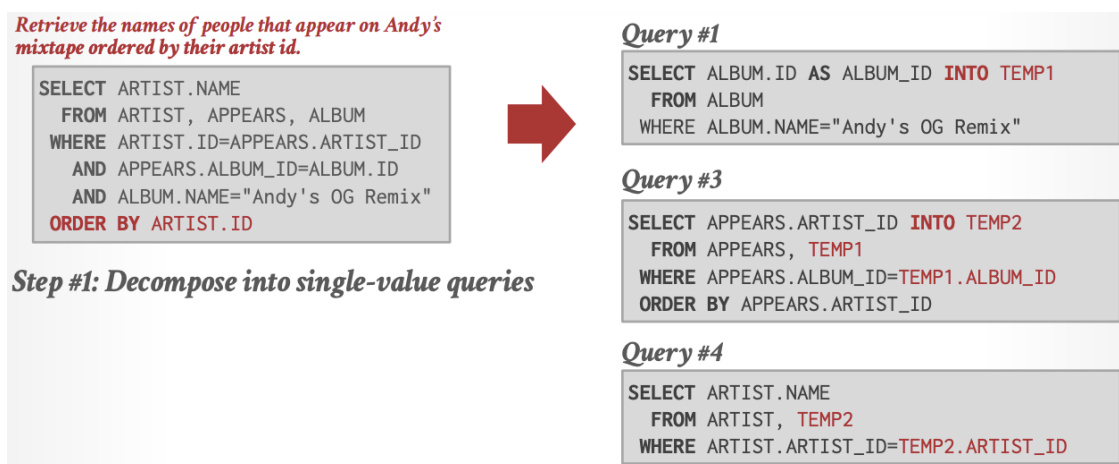 Retrieve the names of people that appear on Andy's
mixtape ordered by their artist id.
SELECT ARTIST.NAME
FROM ARTIST, APPEARS, ALBUM
WHERE ARTIST.ID=APPEARS.ARTIST_ID
AND APPEARS.ALBUM_ID=ALBUM.ID
AND ALBUM.NAME="Andy's OG Remix"
ORDER BY ARTIST.ID
Step #1: Decompose into single-value queries
Query #1
SELECT ALBUM.ID AS ALBUM_ID INTO TEMP1
FROM ALBUM
WHERE ALBUM.NAME="Andy's OG Remix"
Query #3
SELECT APPEARS.ARTIST_ID INTO TEMP2
FROM APPEARS, TEMP1
WHERE APPEARS.ALBUM_ID=TEMP1.ALBUM_ID
ORDER BY APPEARS.ARTIST_ID
Query #4
SELECT ARTIST.NAME
FROM ARTIST, TEMP2
WHERE ARTIST.ARTIST_ID=TEMP2.ARTIST_ID